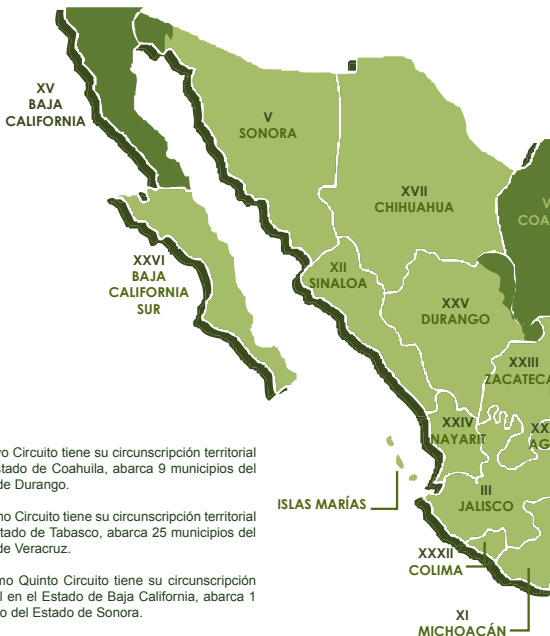 XV
BAJA
CALIFORNIA
V
SONORA
XVII
CHIHUAHUA
V
COA
XXVI
BAJA
CALIFORNIA
SUR
XII
SINALOA
XXV
DURANGO
XXIII
ZACATECA
XXIV
NAYARIT
XX
AG
III
JALISCO
ISLAS MARÍAS
XXXII
COLIMA
XI
MICHOACÁN
o Circuito tiene su circunscripción territorial
stado de Coahuila, abarca 9 municipios del
de Durango.
no Circuito tiene su circunscripción territorial
tado de Tabasco, abarca 25 municipios del
de Veracruz.
mo Quinto Circuito tiene su circunscripción
l en el Estado de Baja California, abarca 1
o del Estado de Sonora.